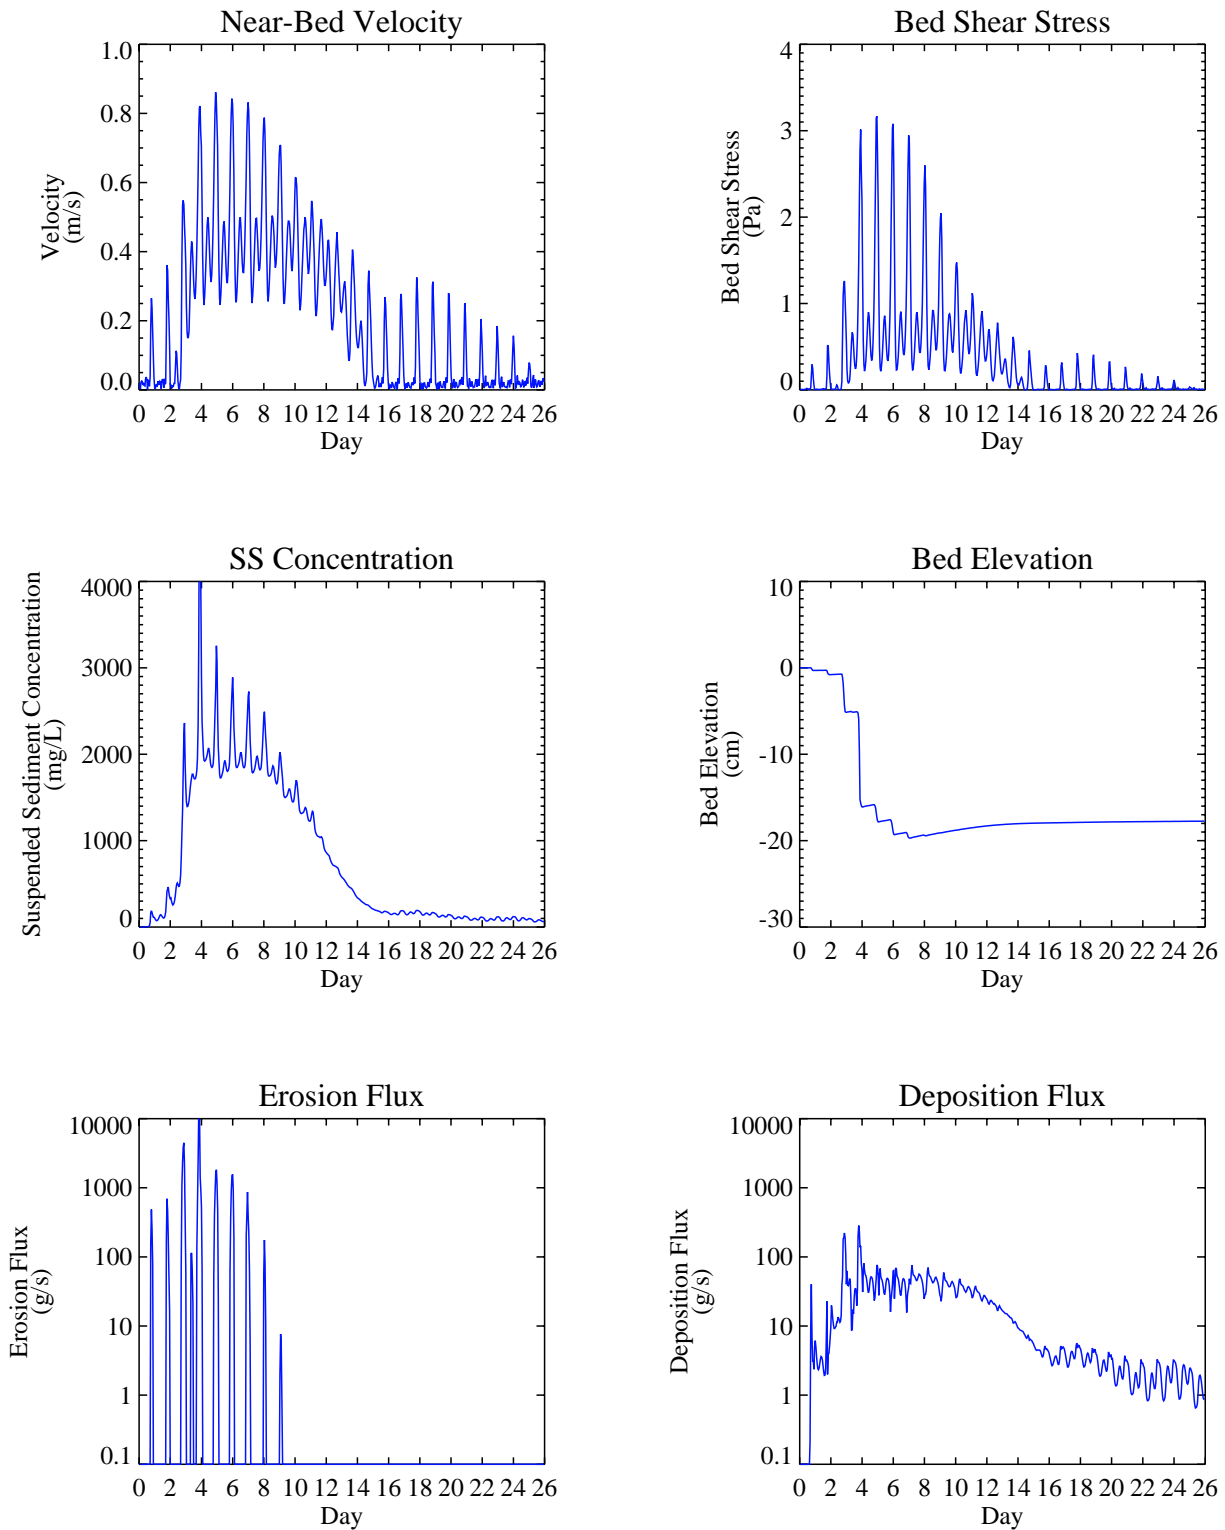 Near-Bed Velocity
1.0
0.8
0.6
0.4
0.2
0.0
Velocity
(m/s)
0 2 4 6 8 10 12 14 16 18 20 22 24 26
Day
Bed Shear Stress
4
3
2
1
0
Bed Shear Stress
(Pa)
0 2 4 6 8 10 12 14 16 18 20 22 24 26
Day
SS Concentration
4000
3000
2000
1000
0
Suspended Sediment Concentration
(mg/L)
0 2 4 6 8 10 12 14 16 18 20 22 24 26
Day
Bed Elevation
10
0
-10
-20
-30
Bed Elevation
(cm)
0 2 4 6 8 10 12 14 16 18 20 22 24 26
Day
Erosion Flux
10000
1000
100
10
1
0.1
Erosion Flux
(g/s)
0 2 4 6 8 10 12 14 16 18 20 22 24 26
Day
Deposition Flux
10000
1000
100
10
1
0.1
Deposition Flux
(g/s)
0 2 4 6 8 10 12 14 16 18 20 22 24 26
Day